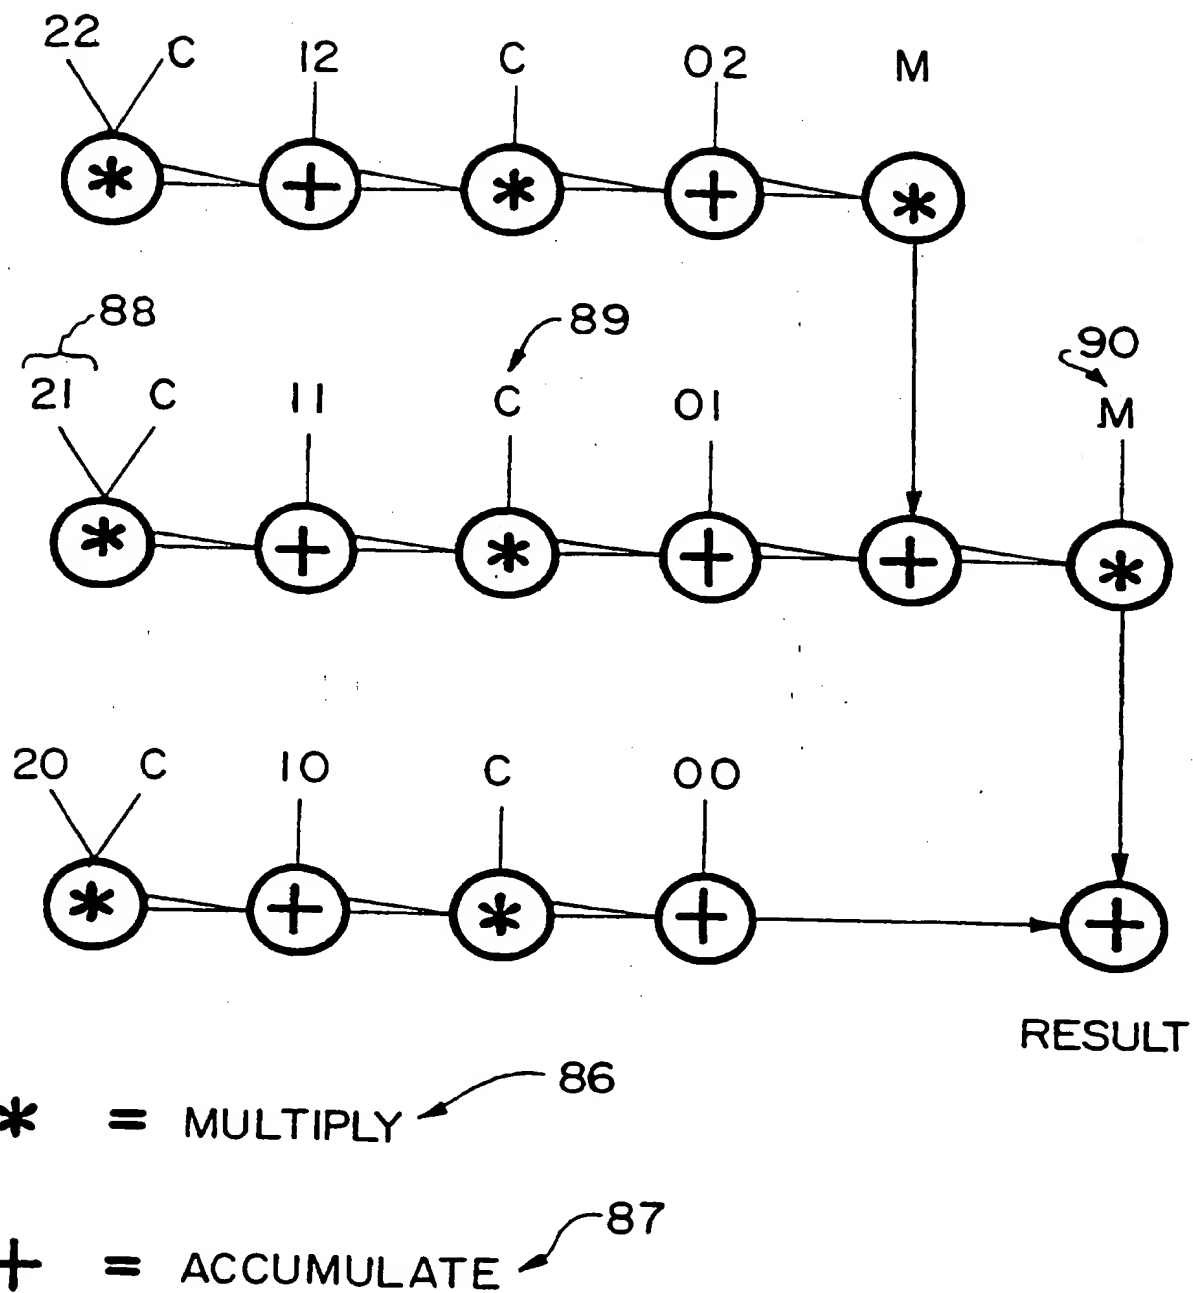 22 C 12 C 02 M
* + * + *
88 89 90
21 C 11 C 01 M
* + * + + *
20 C 10 C 00
* + * + +
RESULT
86
* = MULTIPLY
87
+ = ACCUMULATE